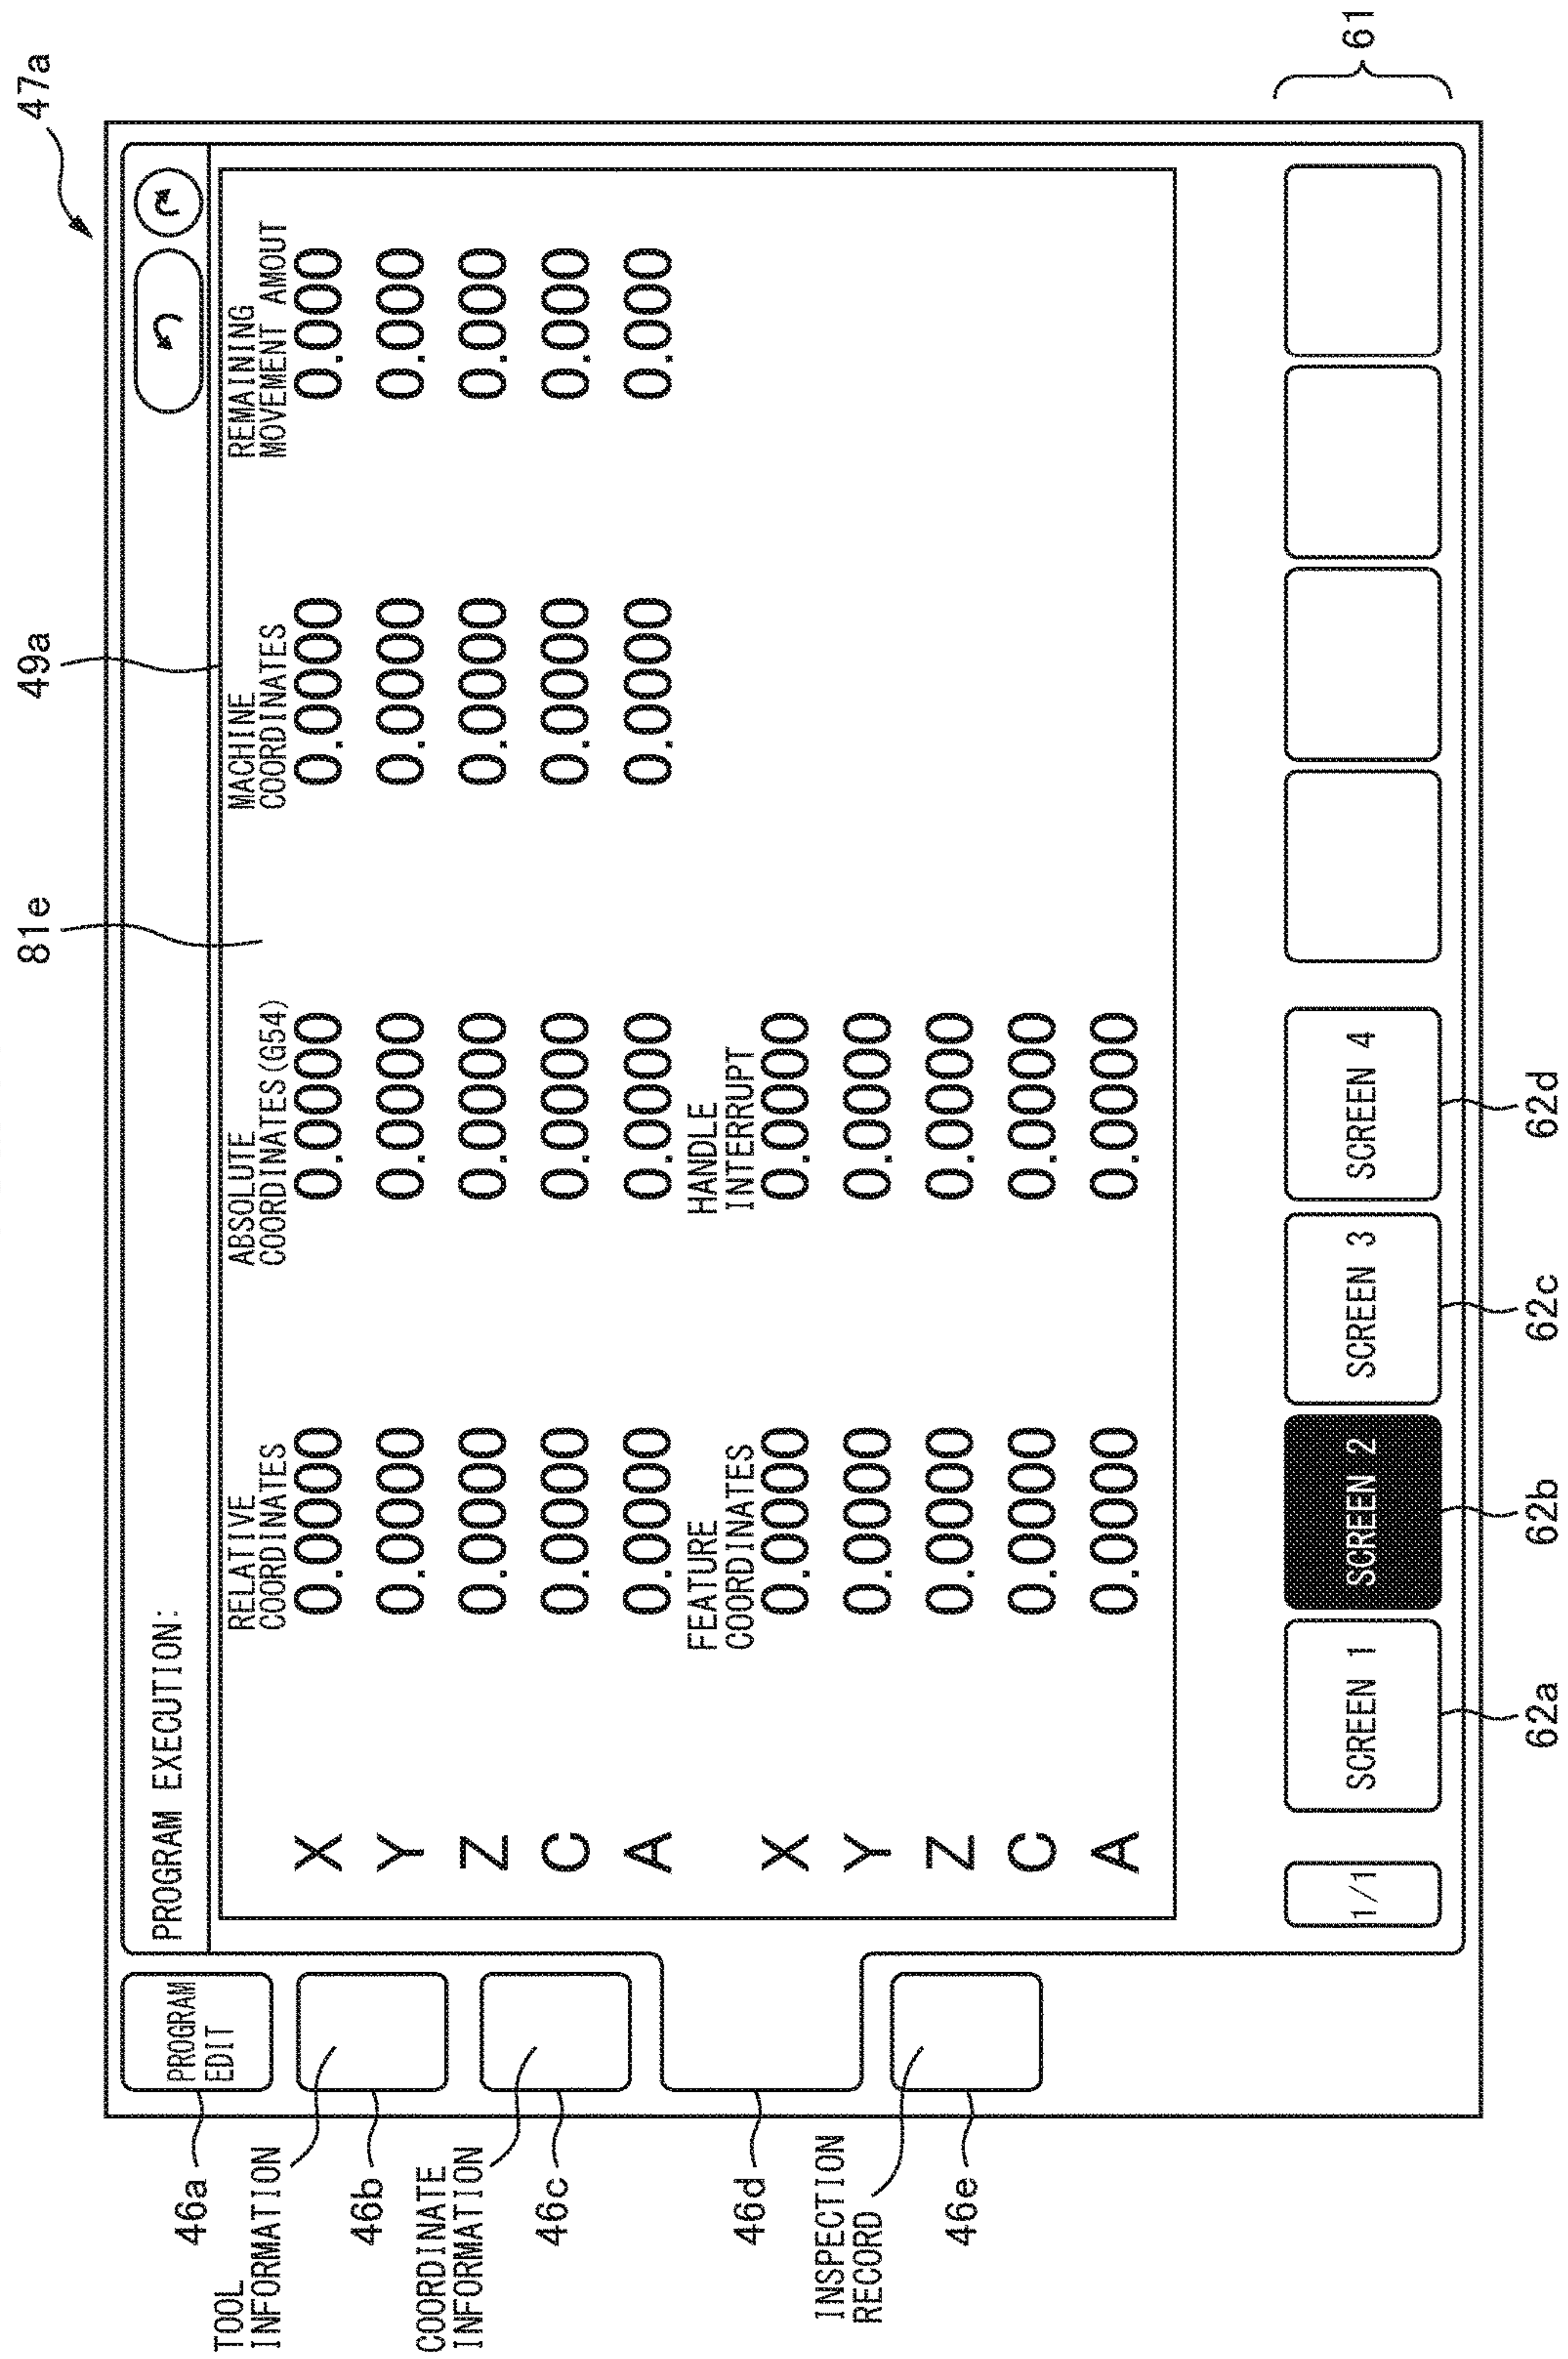 47a
49a
81e
PROGRAM EXECUTION:
46a
PROGRAM
EDIT
TOOL
INFORMATION
46b
COORDINATE
INFORMATION
46c
46d
INSPECTION
RECORD
46e
RELATIVE
COORDINATES
ABSOLUTE
COORDINATES(G54)
MACHINE
COORDINATES
REMAINING
MOVEMENT AMOUT
X 0.0000 0.0000 0.0000 0.000
Y 0.0000 0.0000 0.0000 0.000
Z 0.0000 0.0000 0.0000 0.000
C 0.0000 0.0000 0.0000 0.000
A 0.0000 0.0000 0.0000 0.000
FEATURE
COORDINATES
HANDLE
INTERRUPT
X 0.0000 0.0000
Y 0.0000 0.0000
Z 0.0000 0.0000
C 0.0000 0.0000
A 0.0000 0.0000
1/1 SCREEN 1 SCREEN 2 SCREEN 3 SCREEN 4
61
62a 62b 62c 62d